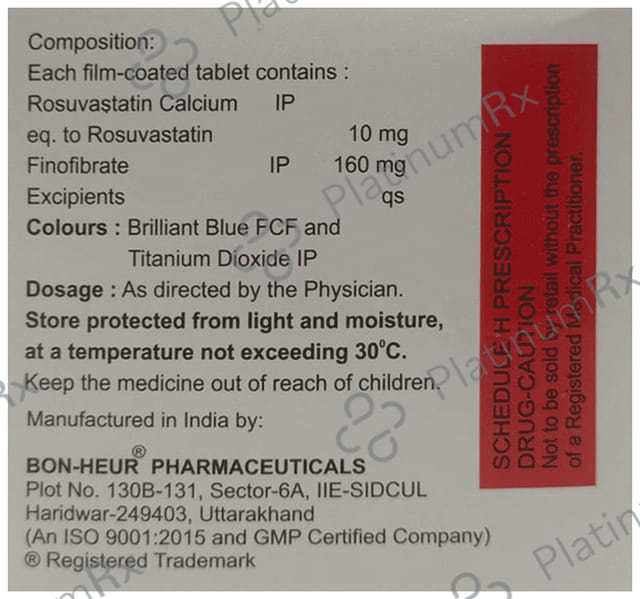 Composition:
Each film-coated tablet contains :
Rosuvastatin Calcium IP
eq. to Rosuvastatin 10 mg
Finofibrate IP 160 mg
Excipients qs
Colours : Brilliant Blue FCF and
Titanium Dioxide IP
Dosage : As directed by the Physician.
Store protected from light and moisture,
at a temperature not exceeding 30⁰C.
Keep the medicine out of reach of children.
Manufactured in India by:
BON-HEUR® PHARMACEUTICALS
Plot No. 130B-131, Sector-6A, IIE-SIDCUL
Haridwar-249403, Uttarakhand
(An ISO 9001:2015 and GMP Certified Company)
® Registered Trademark
SCHEDULE H PRESCRIPTION
DRUG-CAUTION
Not to be sold by retail without the prescription
of a Registered Medical Practitioner.
PlatinumRx
PlatinumRx
PlatinumRx